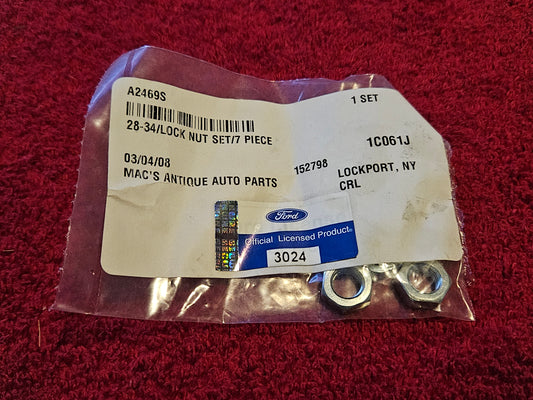 A2469S
1 SET
28-34/LOCK NUT SET/7 PIECE
1C061J
03/04/08
152798
LOCKPORT, NY
MAC'S ANTIQUE AUTO PARTS
CRL
Ford
Official Licensed Product®
3024